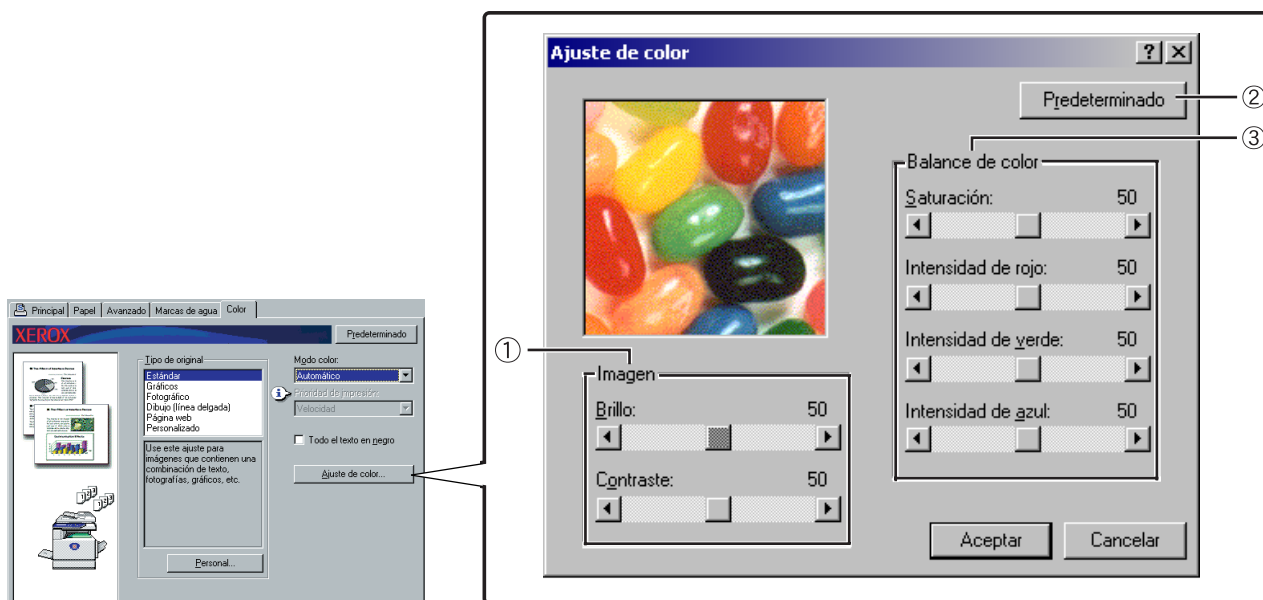 Principal Papel Avanzado Marcas de agua Color
XEROX
Predeterminado
Tipo de original
Estándar
Gráficos
Fotográfico
Dibujo (línea delgada)
Página web
Personalizado
Use este ajuste para
imágenes que contienen una
combinación de texto,
fotografías, gráficos, etc.
Personal...
Modo color:
Automático
Prioridad de impresión:
Velocidad
Todo el texto en negro
Ajuste de color...
Ajuste de color
Predeterminado
②
③
Balance de color
Saturación: 50
Intensidad de rojo: 50
Intensidad de verde: 50
Intensidad de azul: 50
①
Imagen
Brillo: 50
Contraste: 50
Aceptar Cancelar